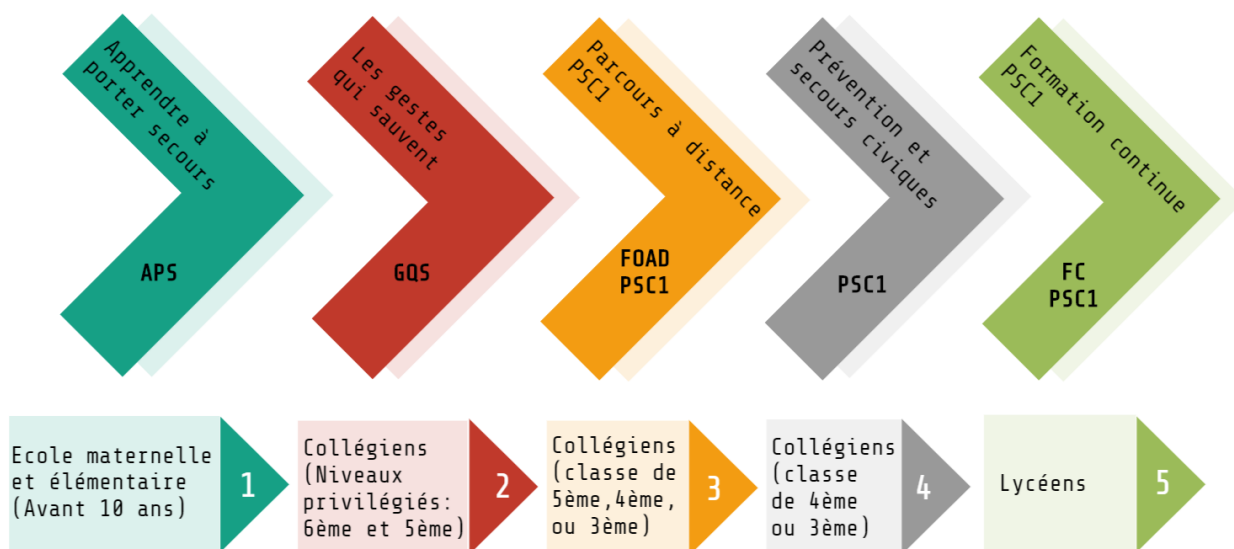 Apprendre à
porter secours
APS
Les gestes
qui sauvent
GQS
Parcours à distance
PSC1
FOAD
PSC1
Prévention et
secours civiques
PSC1
Formation continue
PSC1
FC
PSC1
Ecole maternelle
et élémentaire
(Avant 10 ans)
1
Collégiens
(Niveaux
privilégiés:
6ème et 5ème)
2
Collégiens
(classe de
5ème,4ème,
ou 3ème)
3
Collégiens
(classe
de 4ème
ou 3ème)
4
Lycéens
5